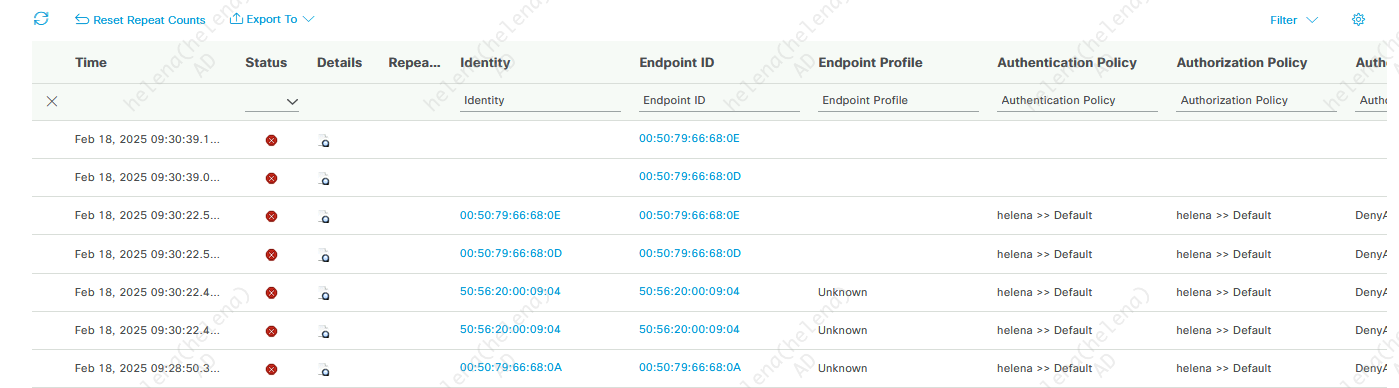 Reset Repeat Counts Export To Filter
Time Status Details Repea... Identity Endpoint ID Endpoint Profile Authentication Policy Authorization Policy Auth
Identity Endpoint ID Endpoint Profile Authentication Policy Authorization Policy Autho
Feb 18, 2025 09:30:39.1... 00:50:79:66:68:0E
Feb 18, 2025 09:30:39.0... 00:50:79:66:68:0D
Feb 18, 2025 09:30:22.5... 00:50:79:66:68:0E 00:50:79:66:68:0E helena >> Default helena >> Default DenyA
Feb 18, 2025 09:30:22.5... 00:50:79:66:68:0D 00:50:79:66:68:0D helena >> Default helena >> Default DenyA
Feb 18, 2025 09:30:22.4... 50:56:20:00:09:04 50:56:20:00:09:04 Unknown helena >> Default helena >> Default DenyA
Feb 18, 2025 09:30:22.4... 50:56:20:00:09:04 50:56:20:00:09:04 Unknown helena >> Default helena >> Default DenyA
Feb 18, 2025 09:28:50.3... 00:50:79:66:68:0A 00:50:79:66:68:0A Unknown helena >> Default helena >> Default DenyA
helena(helena)
AD